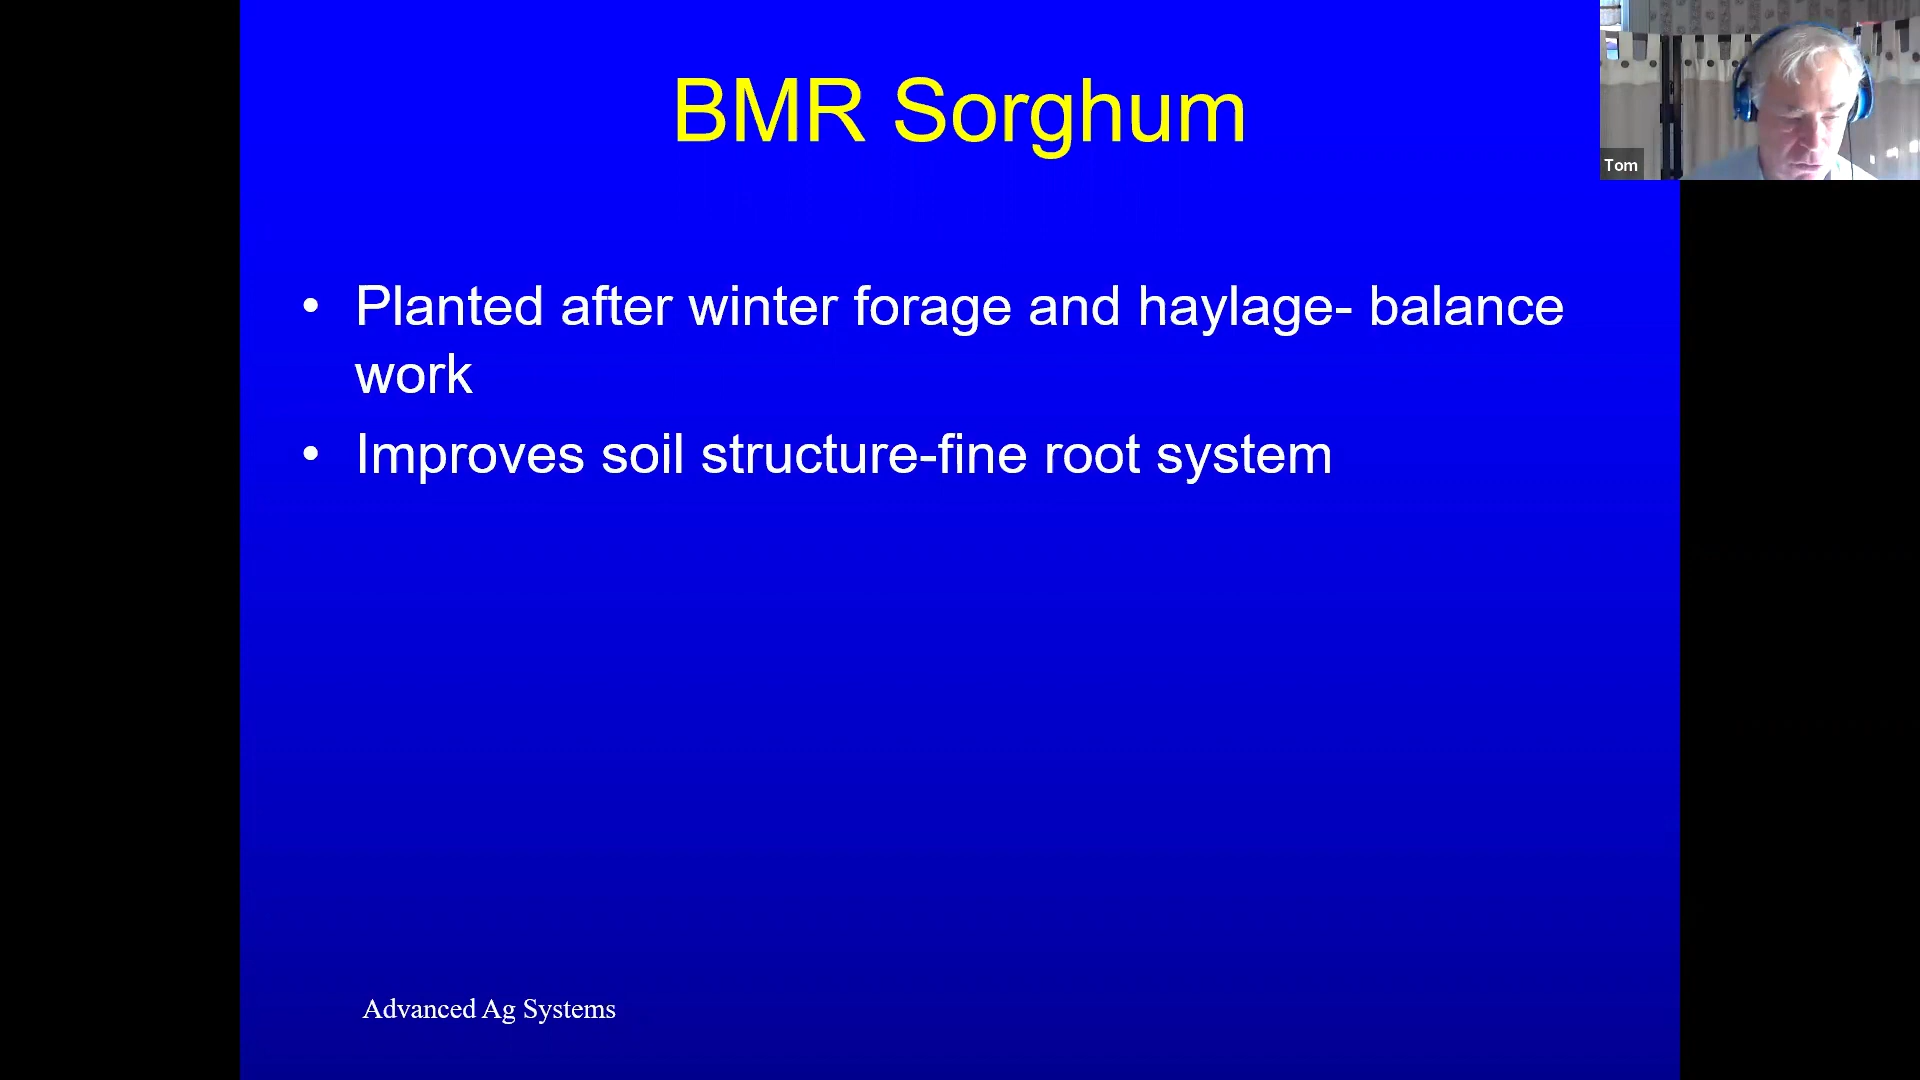 BMR Sorghum
Tom
• Planted after winter forage and haylage- balance
work
• Improves soil structure-fine root system
Advanced Ag Systems